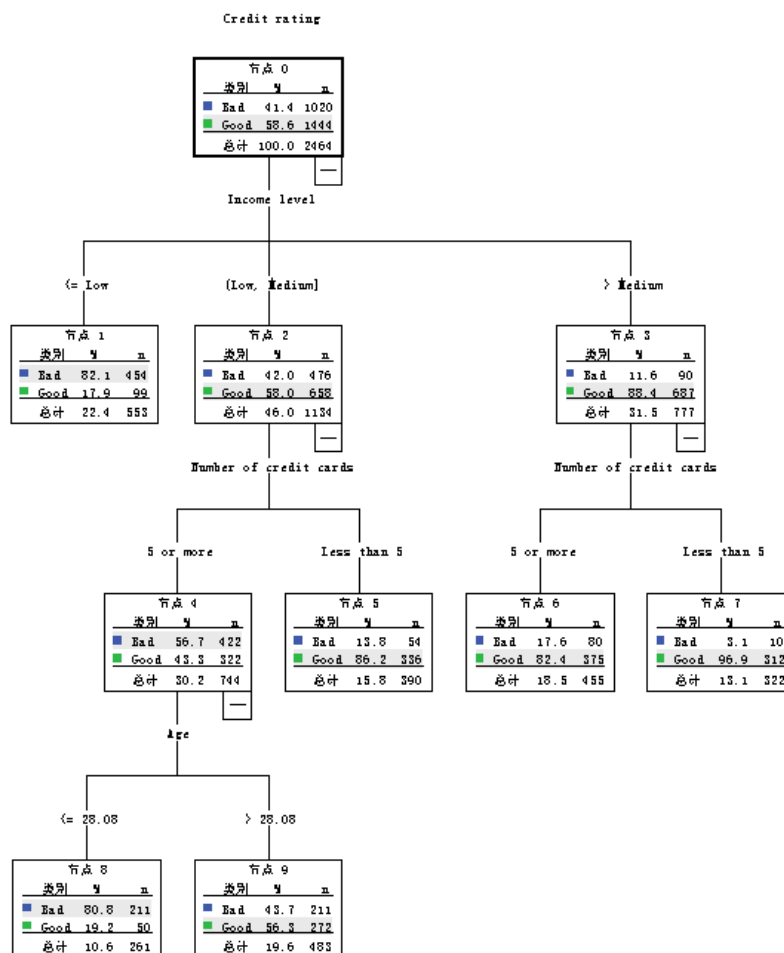 Credit rating
节点 0
类别 % n
Bad 41.4 1020
Good 58.6 1444
总计 100.0 2464
Income level
<= Low
(Low, Medium]
> Medium
节点 1
类别 % n
Bad 82.1 454
Good 17.9 99
总计 22.4 553
节点 2
类别 % n
Bad 42.0 476
Good 58.0 658
总计 46.0 1134
节点 3
类别 % n
Bad 11.6 90
Good 88.4 687
总计 31.5 777
Number of credit cards
Number of credit cards
5 or more
Less than 5
5 or more
Less than 5
节点 4
类别 % n
Bad 56.7 422
Good 43.3 322
总计 30.2 744
节点 5
类别 % n
Bad 13.8 54
Good 86.2 336
总计 15.8 390
节点 6
类别 % n
Bad 17.6 80
Good 82.4 375
总计 18.5 455
节点 7
类别 % n
Bad 3.1 10
Good 96.9 312
总计 13.1 322
Age
<= 28.08
> 28.08
节点 8
类别 % n
Bad 80.8 211
Good 19.2 50
总计 10.6 261
节点 9
类别 % n
Bad 43.7 211
Good 56.3 272
总计 19.6 483